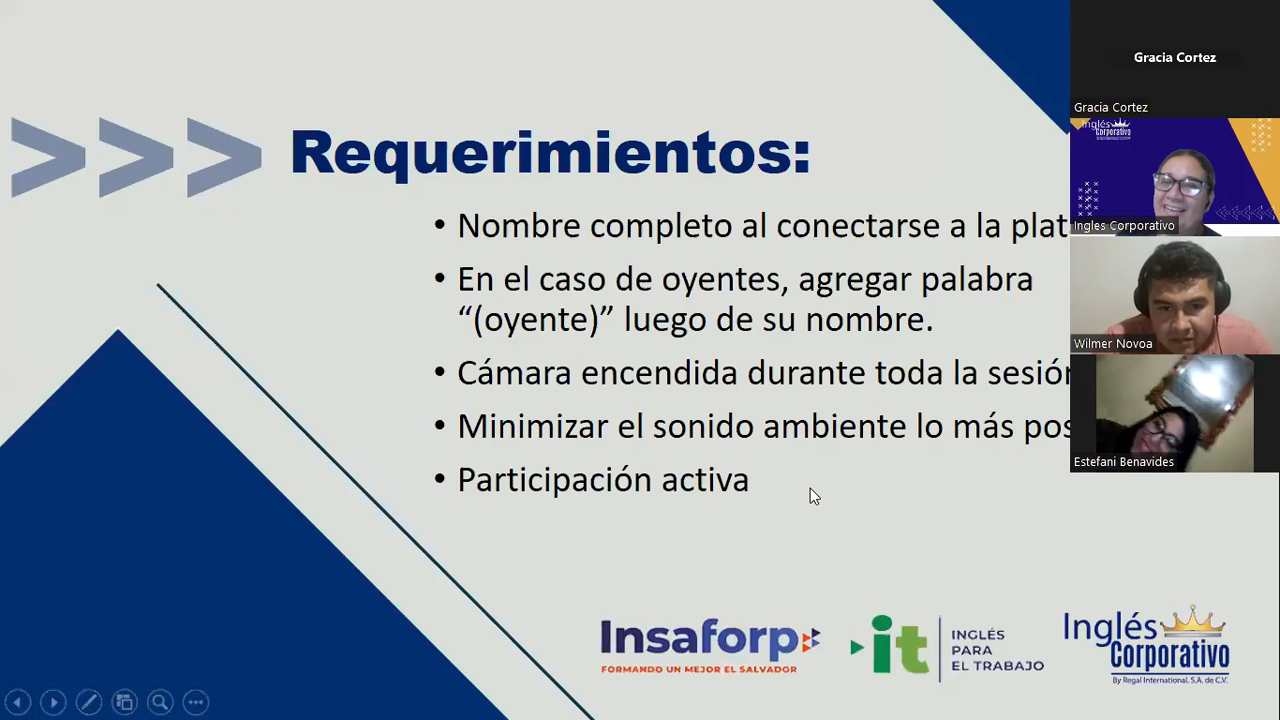 Requerimientos:
• Nombre completo al conectarse a la plat
• En el caso de oyentes, agregar palabra
“(oyente)” luego de su nombre.
• Cámara encendida durante toda la sesión
• Minimizar el sonido ambiente lo más pos
• Participación activa
Insaforp
FORMANDO UN MEJOR EL SALVADOR
it
INGLÉS
PARA
EL TRABAJO
Inglés
Corporativo
By Regal International, S.A. de C.V.
Gracia Cortez
Gracia Cortez
Inglés
Corporativo
Ingles Corporativo
Wilmer Novoa
Estefani Benavides